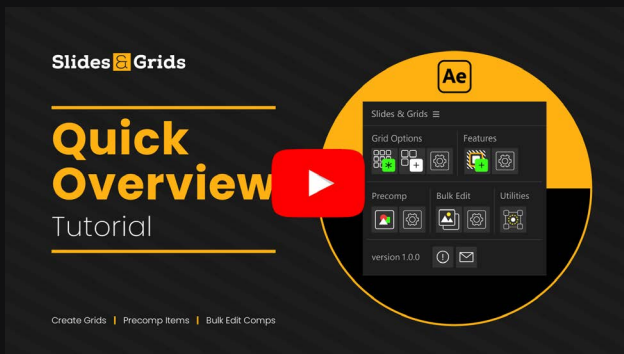 Slides & Grids
Quick
Overview
Tutorial
Create Grids | Precomp Items | Bulk Edit Comps
Ae
Slides & Grids ≡
Grid Options Features
Precomp Bulk Edit Utilities
version 1.0.0